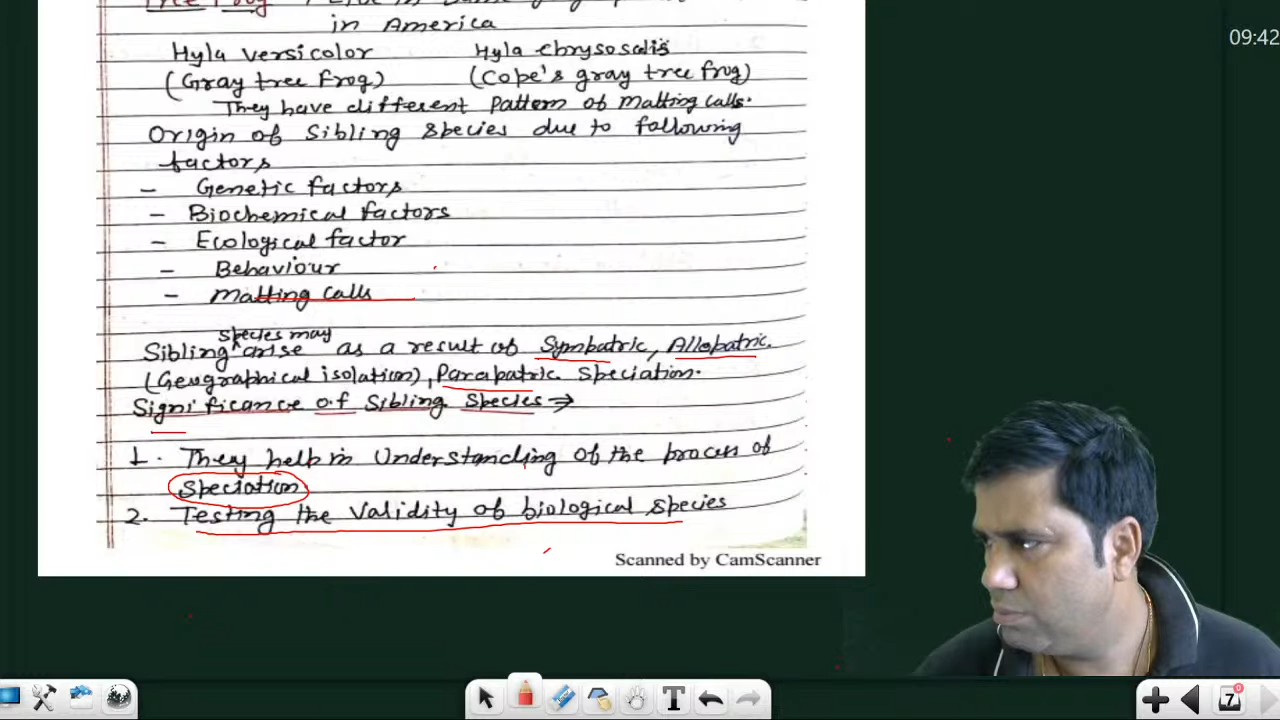 in America
Hyla versicolor Hyla chrysoscelis
(Gray tree frog) (Cope's gray tree frog)
They have different Pattern of Matting calls.
Origin of Sibling Species due to following
factors
- Genetic factors
- Biochemical factors
- Ecological factor
- Behaviour
- Matting calls
Species may
Sibling ^ arise as a result of Sympatric, Allopatric
(Geographical isolation), Parapatric Speciation.
Significance of Sibling Species ⇒
1. They help in Understanding of the process of
Speciation
2. Testing the Validity of biological species
Scanned by CamScanner
09:42
T
7